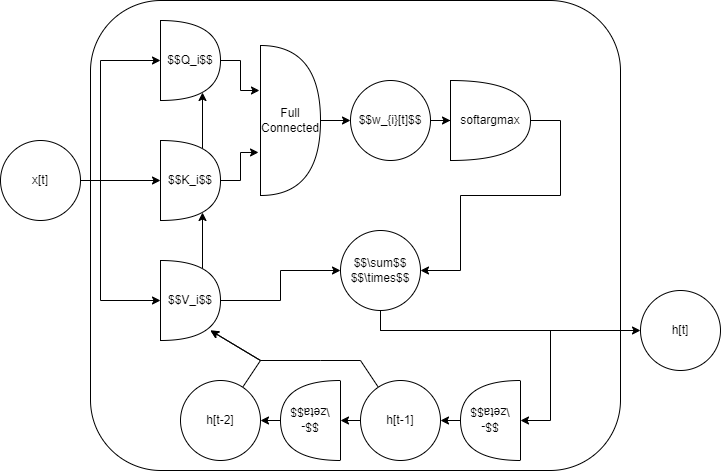 $$Q_i$$
Full
Connected
$$w_{i}[t]$$
softargmax
x[t]
$$K_i$$
$$\sum$$
$$\times$$
$$V_i$$
h[t]
h[t-2]
$$-
\zeta$$
h[t-1]
$$-
\zeta$$